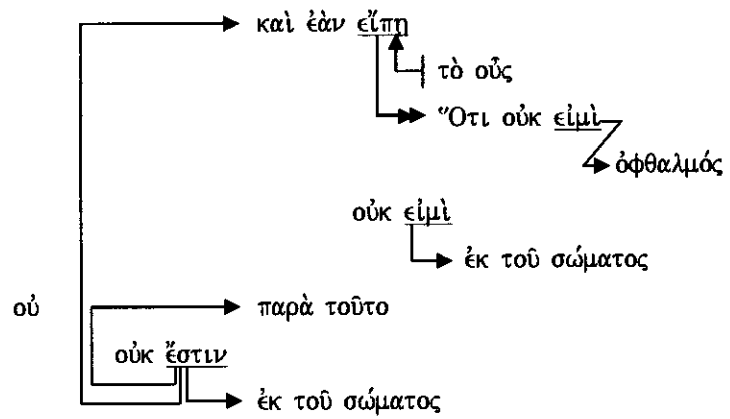 καὶ ἐὰν εἴπῃ
τὸ οὖς
Ὅτι οὐκ εἰμὶ
ὀφθαλμός
οὐκ εἰμὶ
ἐκ τοῦ σώματος
οὐ
παρὰ τοῦτο
οὐκ ἔστιν
ἐκ τοῦ σώματος